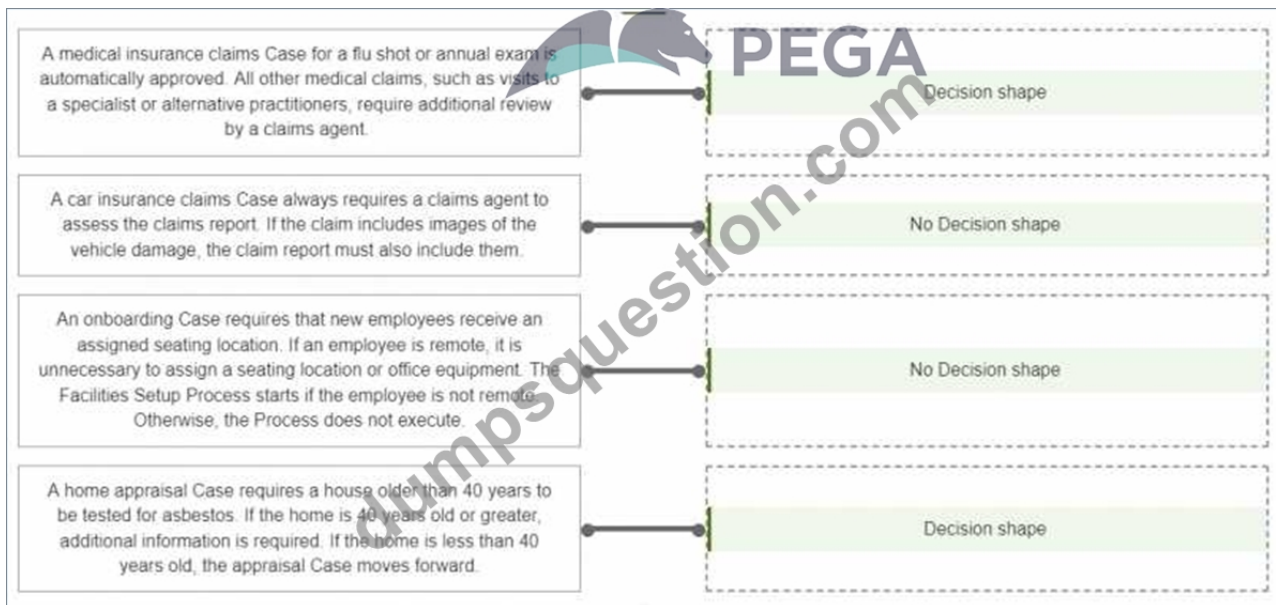 PEGA
A medical insurance claims Case for a flu shot or annual exam is
automatically approved. All other medical claims, such as visits to
a specialist or alternative practitioners, require additional review
by a claims agent.
Decision shape
A car insurance claims Case always requires a claims agent to
assess the claims report. If the claim includes images of the
vehicle damage, the claim report must also include them.
No Decision shape
An onboarding Case requires that new employees receive an
assigned seating location. If an employee is remote, it is
unnecessary to assign a seating location or office equipment. The
Facilities Setup Process starts if the employee is not remote.
Otherwise, the Process does not execute.
No Decision shape
A home appraisal Case requires a house older than 40 years to
be tested for asbestos. If the home is 40 years old or greater,
additional information is required. If the home is less than 40
years old, the appraisal Case moves forward.
Decision shape
dumpsquestion.com